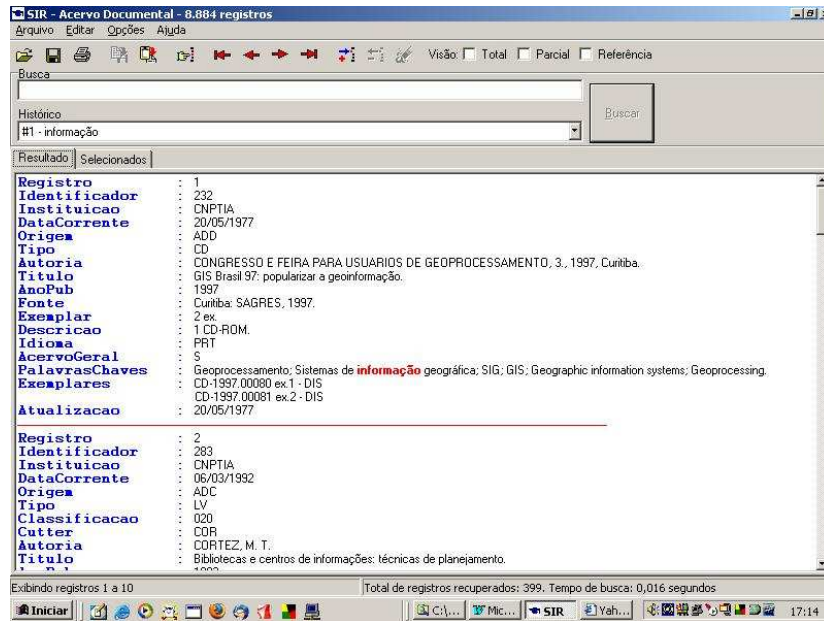 SIR - Acervo Documental - 8.884 registros
Arquivo Editar Opções Ajuda
Visão: Total Parcial Referência
Busca
Buscar
Histórico
#1 - informação
Resultado Selecionados
Registro : 1
Identificador : 232
Instituicao : CNPTIA
DataCorrente : 20/05/1977
Origem : ADD
Tipo : CD
Autoria : CONGRESSO E FEIRA PARA USUARIOS DE GEOPROCESSAMENTO, 3., 1997, Curitiba.
Titulo : GIS Brasil 97: popularizar a geoinformação.
AnoPub : 1997
Fonte : Curitiba: SAGRES, 1997.
Exemplar : 2 ex.
Descricao : 1 CD-ROM.
Idioma : PRT
AcervoGeral : S
PalavrasChaves : Geoprocessamento; Sistemas de informação geográfica; SIG; GIS; Geographic information systems; Geoprocessing.
Exemplares : CD-1997.00080 ex.1 - DIS
CD-1997.00081 ex.2 - DIS
Atualizacao : 20/05/1977
Registro : 2
Identificador : 283
Instituicao : CNPTIA
DataCorrente : 06/03/1992
Origem : ADC
Tipo : LV
Classificacao : 020
Cutter : COR
Autoria : CORTEZ, M. T.
Titulo : Bibliotecas e centros de informações: técnicas de planejamento.
Exibindo registros 1 a 10 Total de registros recuperados: 399. Tempo de busca: 0,016 segundos
Iniciar C:\... Mic... SIR Yah... 17:14